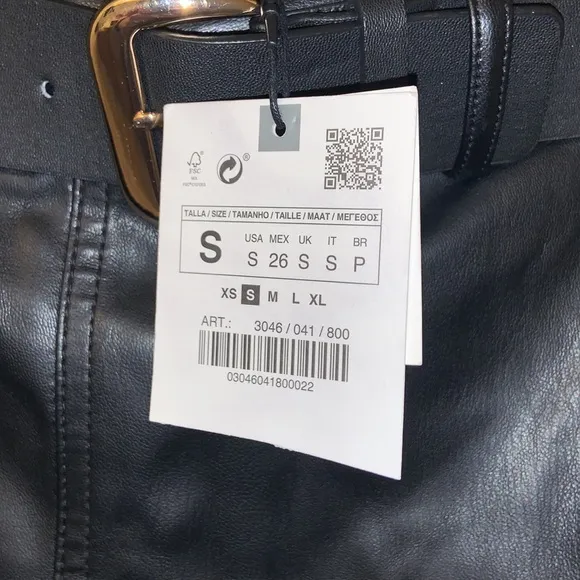 FSC
®
TALLA / SIZE / TAMANHO / TAILLE / MAAT / ΜΕΓΕΘΟΣ
S
USA MEX UK IT BR
S 26 S S P
XS S M L XL
ART.: 3046 / 041 / 800
03046041800022